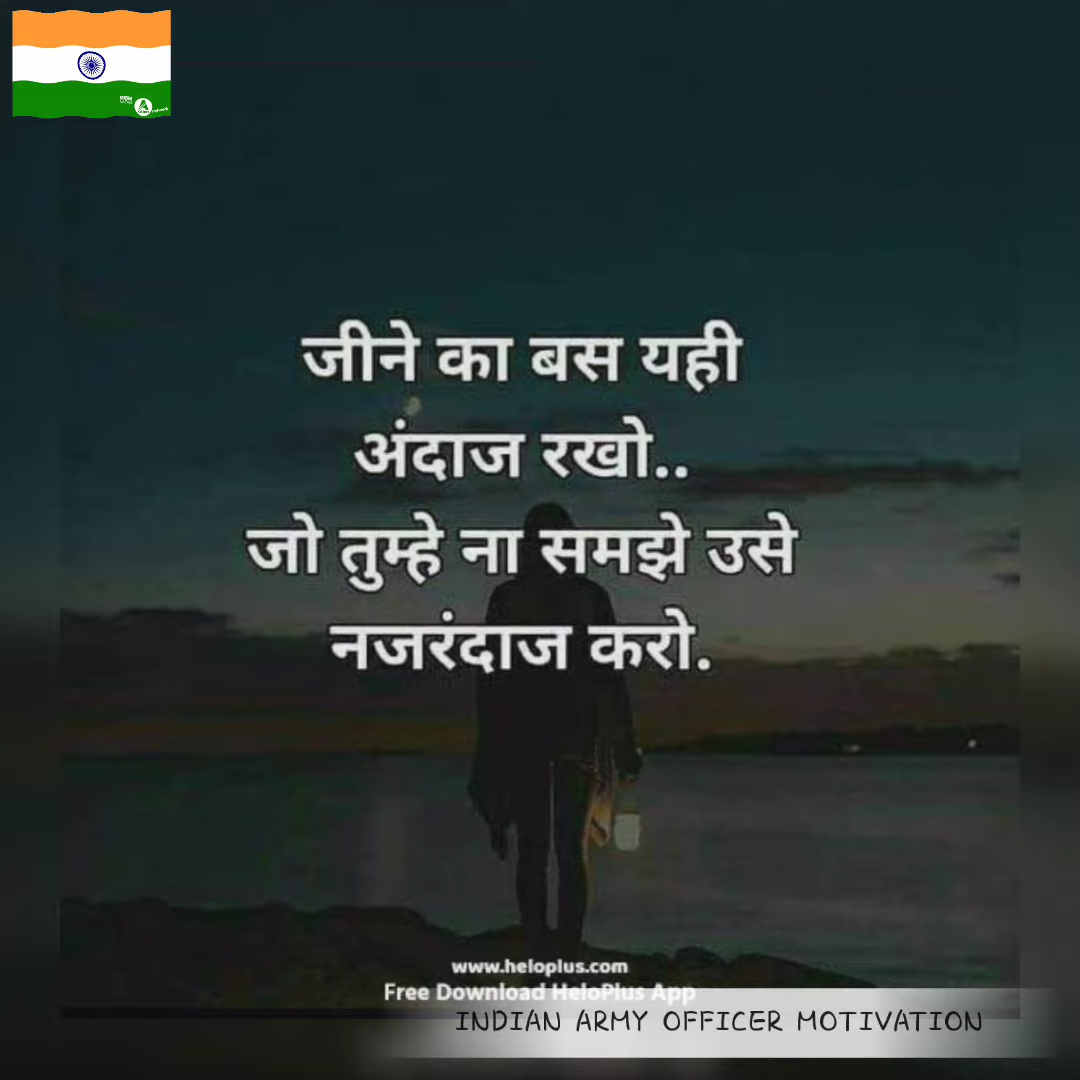 जीने का बस यही
अंदाज रखो..
जो तुम्हे ना समझे उसे
नजरंदाज करो.
www.heloplus.com
Free Download HeloPlus App
INDIAN ARMY OFFICER MOTIVATION